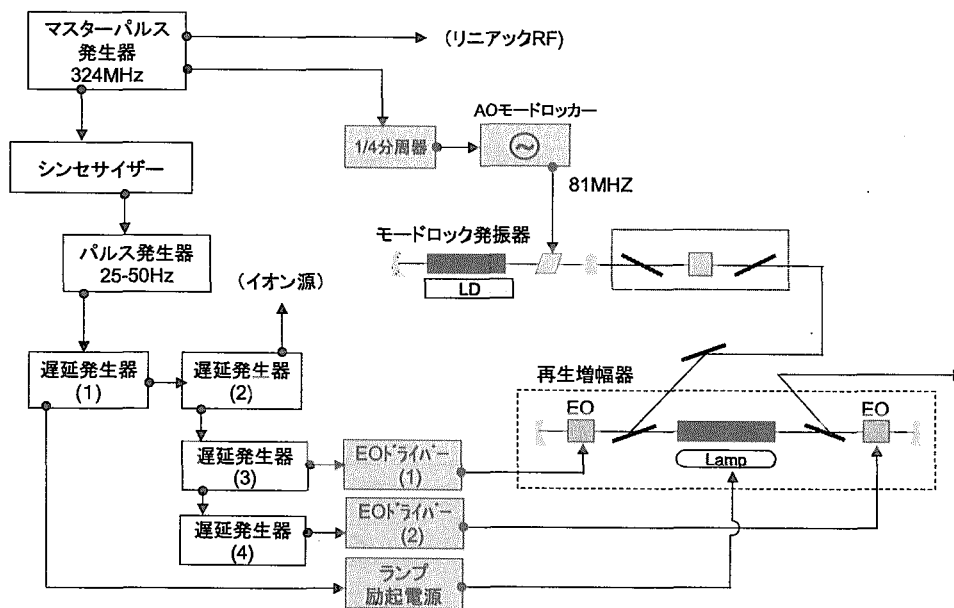 マスターパルス
発生器
324MHz
(リニアックRF)
シンセサイザー
1/4分周器
AOモードロッカー
81MHZ
パルス発生器
25-50Hz
モードロック発振器
LD
(イオン源)
遅延発生器
(1)
遅延発生器
(2)
再生増幅器
EO
EO
Lamp
遅延発生器
(3)
EOドライバー
(1)
遅延発生器
(4)
EOドライバー
(2)
ランプ
励起電源